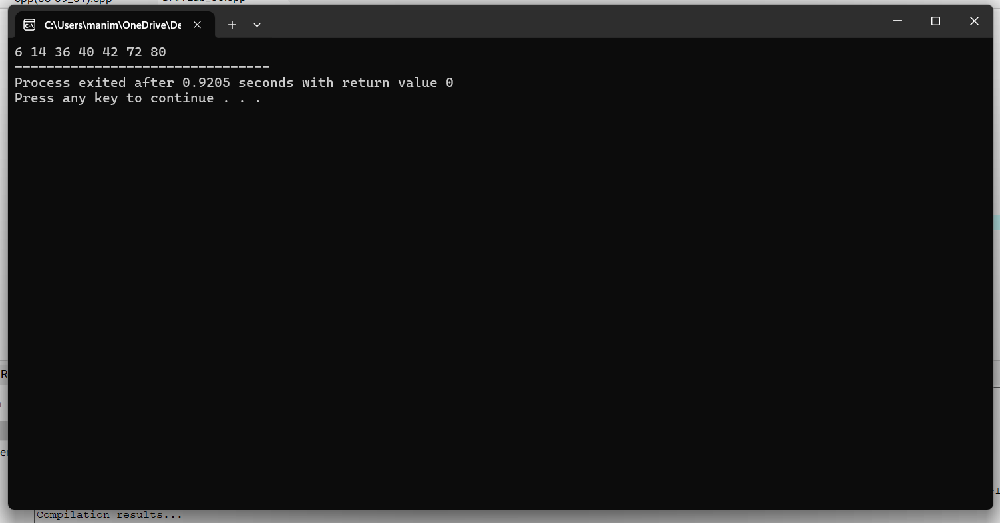 C:\Users\manim\OneDrive\De
6 14 36 40 42 72 80
--------------------------------
Process exited after 0.9205 seconds with return value 0
Press any key to continue . . .
Compilation results...